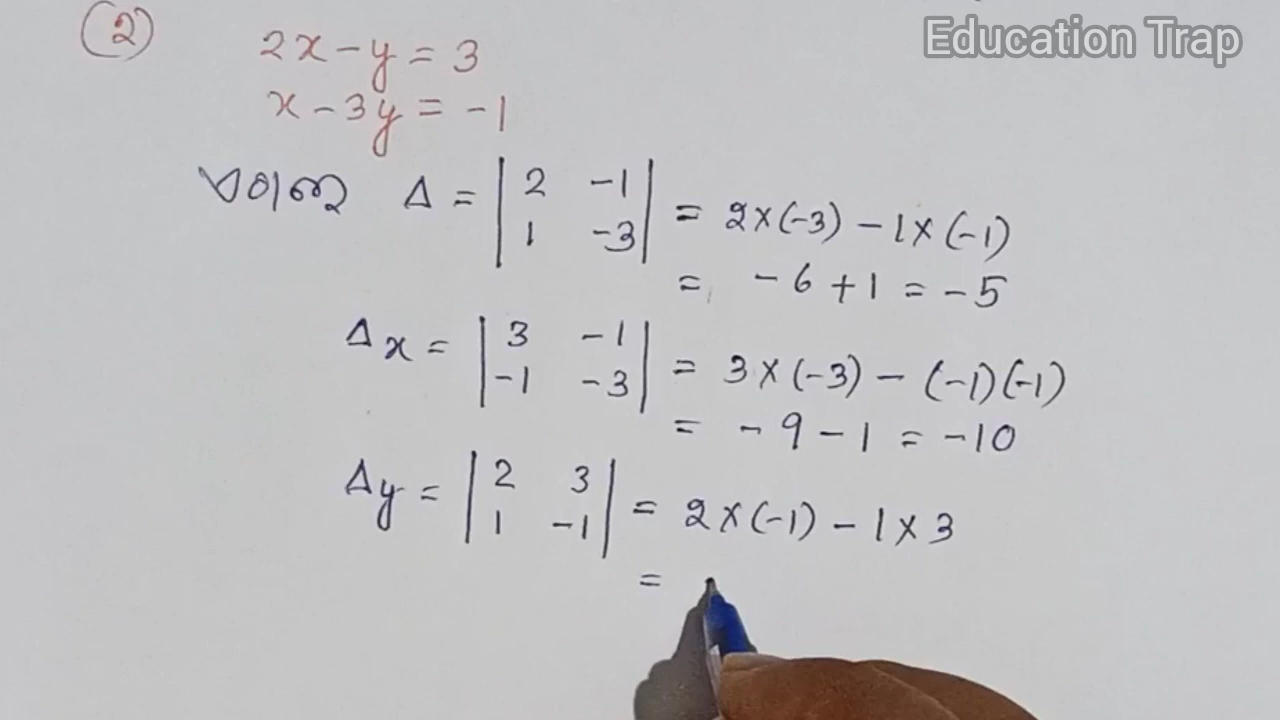 Education Trap
(2) 2x - y = 3
x - 3y = -1
Δ = | 2 -1 | = 2×(-3) - 1×(-1)
| 1 -3 |
= -6 + 1 = -5
Δx = | 3 -1 | = 3×(-3) - (-1)(-1)
| -1 -3 |
= -9 - 1 = -10
Δy = | 2 3 | = 2×(-1) - 1×3
| 1 -1 |
=